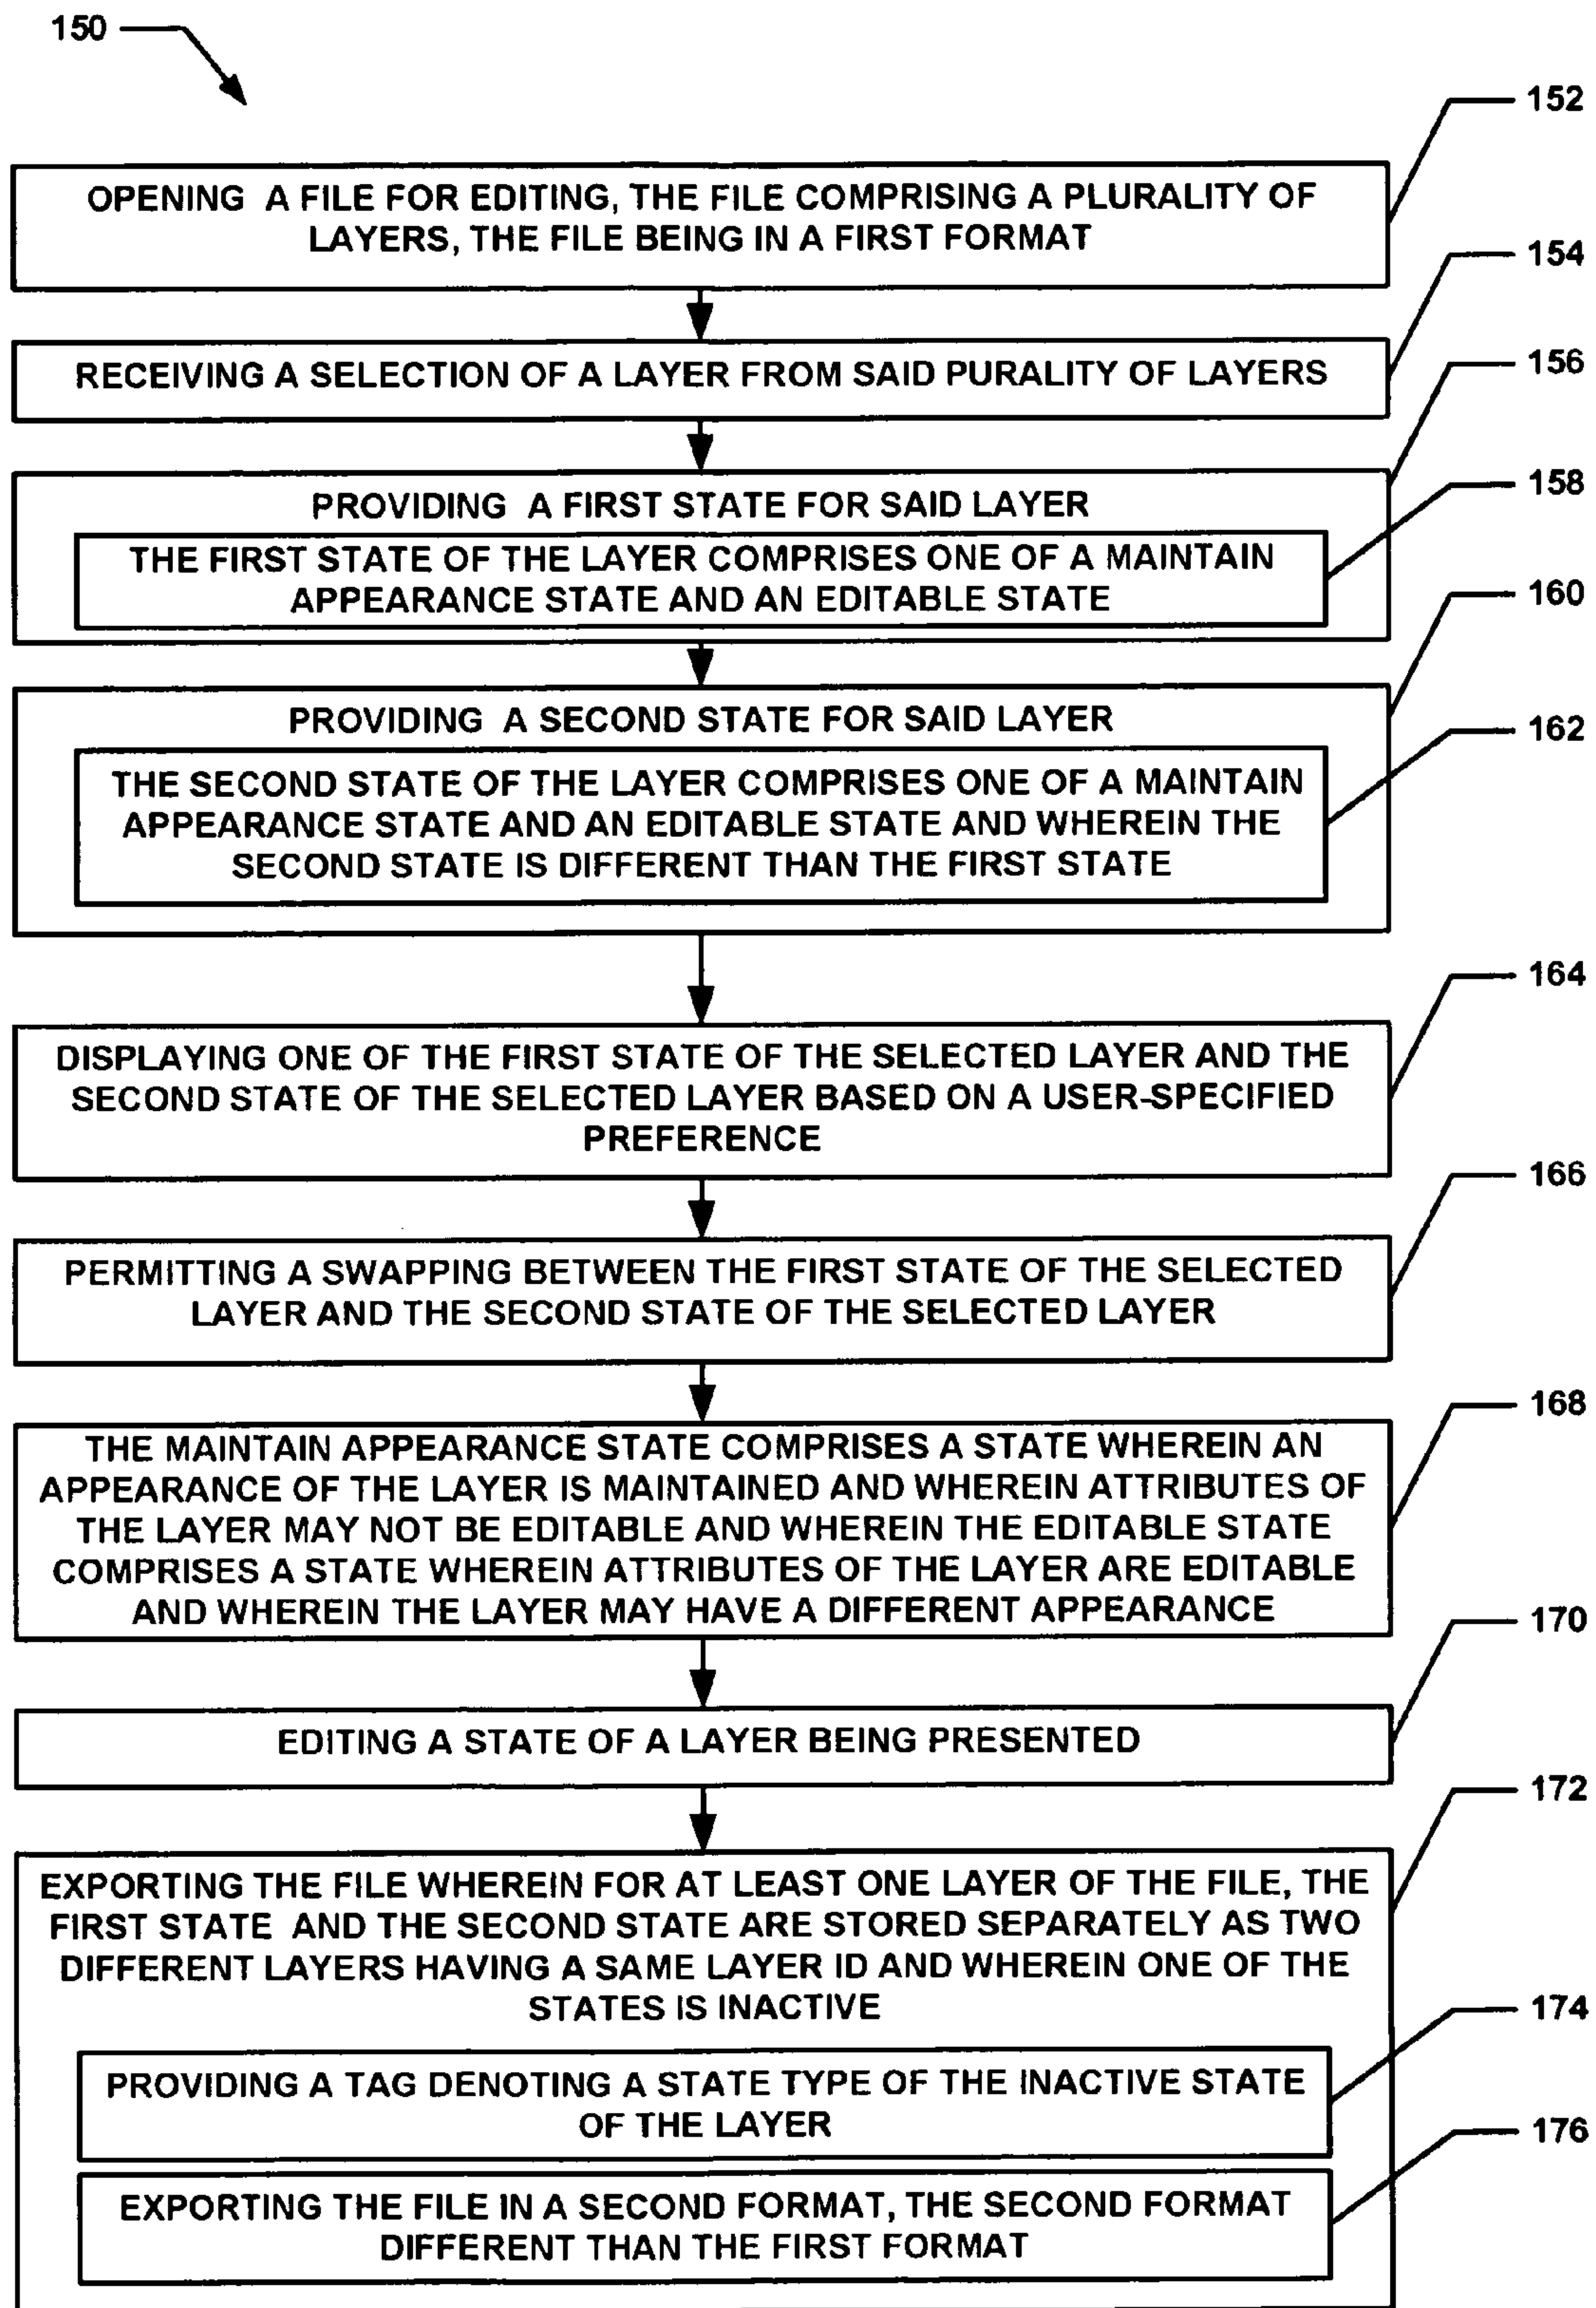 150
152
OPENING A FILE FOR EDITING, THE FILE COMPRISING A PLURALITY OF
LAYERS, THE FILE BEING IN A FIRST FORMAT
154
RECEIVING A SELECTION OF A LAYER FROM SAID PURALITY OF LAYERS
156
PROVIDING A FIRST STATE FOR SAID LAYER
158
THE FIRST STATE OF THE LAYER COMPRISES ONE OF A MAINTAIN
APPEARANCE STATE AND AN EDITABLE STATE
160
PROVIDING A SECOND STATE FOR SAID LAYER
162
THE SECOND STATE OF THE LAYER COMPRISES ONE OF A MAINTAIN
APPEARANCE STATE AND AN EDITABLE STATE AND WHEREIN THE
SECOND STATE IS DIFFERENT THAN THE FIRST STATE
164
DISPLAYING ONE OF THE FIRST STATE OF THE SELECTED LAYER AND THE
SECOND STATE OF THE SELECTED LAYER BASED ON A USER-SPECIFIED
PREFERENCE
166
PERMITTING A SWAPPING BETWEEN THE FIRST STATE OF THE SELECTED
LAYER AND THE SECOND STATE OF THE SELECTED LAYER
168
THE MAINTAIN APPEARANCE STATE COMPRISES A STATE WHEREIN AN
APPEARANCE OF THE LAYER IS MAINTAINED AND WHEREIN ATTRIBUTES OF
THE LAYER MAY NOT BE EDITABLE AND WHEREIN THE EDITABLE STATE
COMPRISES A STATE WHEREIN ATTRIBUTES OF THE LAYER ARE EDITABLE
AND WHEREIN THE LAYER MAY HAVE A DIFFERENT APPEARANCE
170
EDITING A STATE OF A LAYER BEING PRESENTED
172
EXPORTING THE FILE WHEREIN FOR AT LEAST ONE LAYER OF THE FILE, THE
FIRST STATE AND THE SECOND STATE ARE STORED SEPARATELY AS TWO
DIFFERENT LAYERS HAVING A SAME LAYER ID AND WHEREIN ONE OF THE
STATES IS INACTIVE
174
PROVIDING A TAG DENOTING A STATE TYPE OF THE INACTIVE STATE
OF THE LAYER
176
EXPORTING THE FILE IN A SECOND FORMAT, THE SECOND FORMAT
DIFFERENT THAN THE FIRST FORMAT